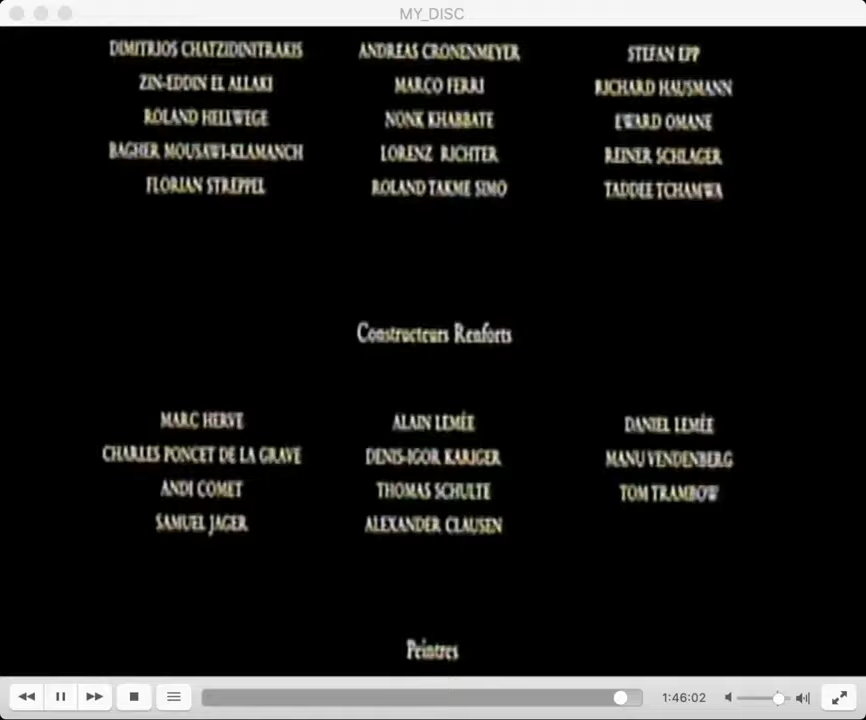 MY_DISC
DIMITRIOS CHATZIDINITRAKIS ANDREAS CRONENMEYER STEFAN EPP
ZIN-EDDIN EL ALLAKI MARCO FERRI RICHARD HAUSMANN
ROLAND HELLWEGE NONK KHABBATE EWARD OMANE
BAGHER MOUSAWI-KLAMANCH LORENZ RICHTER REINER SCHLAGER
FLORIAN STREPPEL ROLAND TAKME SIMO TADDEE TCHAMWA
Constructeurs Renforts
MARC HERVE ALAIN LEMÉE DANIEL LEMÉE
CHARLES PONCET DE LA GRAVE DENIS-IGOR KARIGER MANU VENDENBERG
ANDI COMET THOMAS SCHULTE TOM TRAMBOW
SAMUEL JAGER ALEXANDER CLAUSEN
Peintres
1:46:02